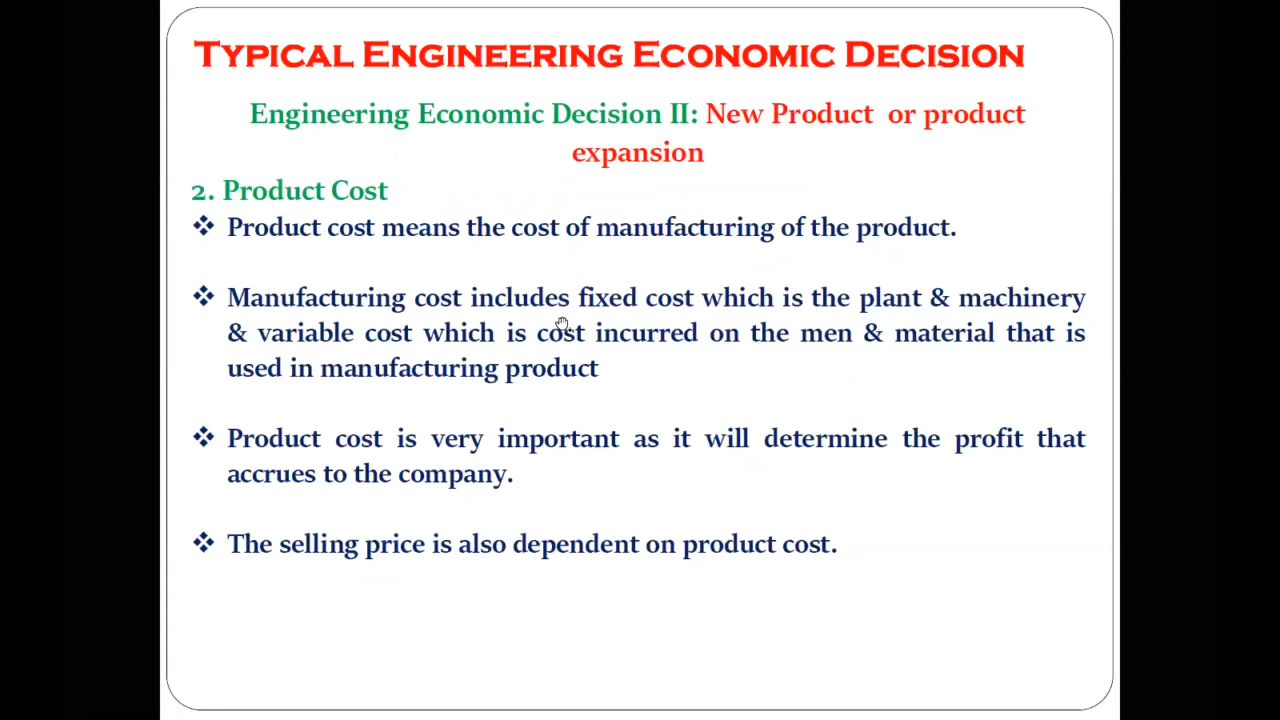 TYPICAL ENGINEERING ECONOMIC DECISION
Engineering Economic Decision II: New Product or product
expansion
2. Product Cost
❖ Product cost means the cost of manufacturing of the product.
❖ Manufacturing cost includes fixed cost which is the plant & machinery
& variable cost which is cost incurred on the men & material that is
used in manufacturing product
❖ Product cost is very important as it will determine the profit that
accrues to the company.
❖ The selling price is also dependent on product cost.